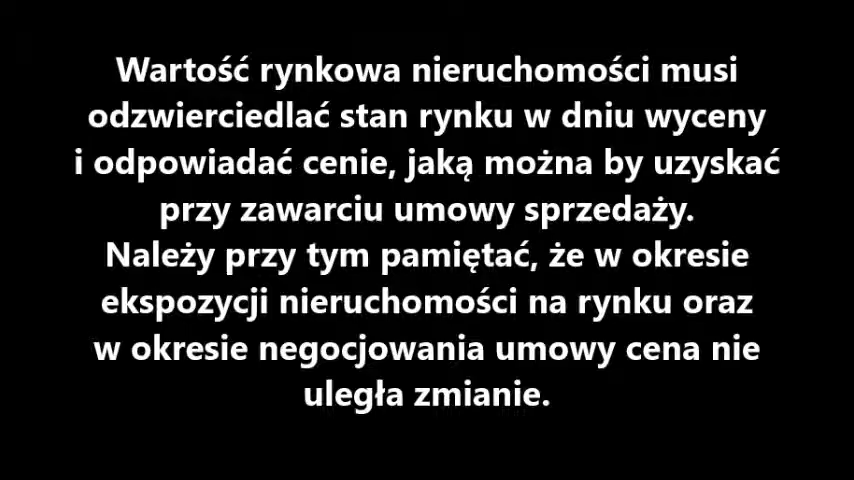 Wartość rynkowa nieruchomości musi
odzwierciedlać stan rynku w dniu wyceny
i odpowiadać cenie, jaką można by uzyskać
przy zawarciu umowy sprzedaży.
Należy przy tym pamiętać, że w okresie
ekspozycji nieruchomości na rynku oraz
w okresie negocjowania umowy cena nie
uległa zmianie.